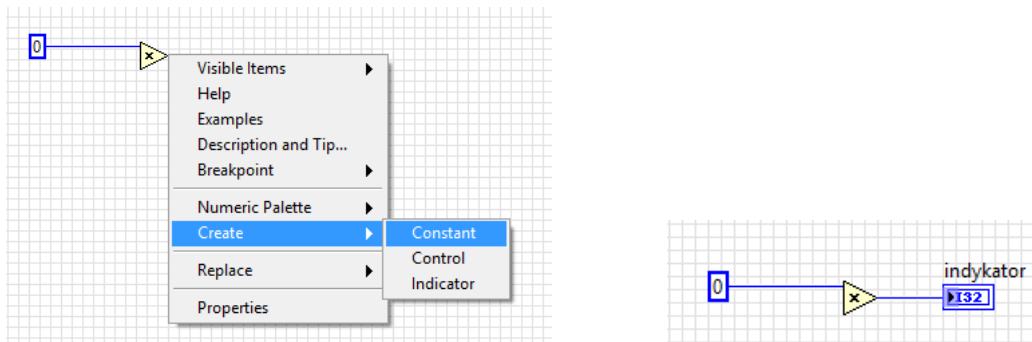 0
x
Visible Items
Help
Examples
Description and Tip...
Breakpoint
Numeric Palette
Create
Replace
Properties
Constant
Control
Indicator
0
x
indykator
I32